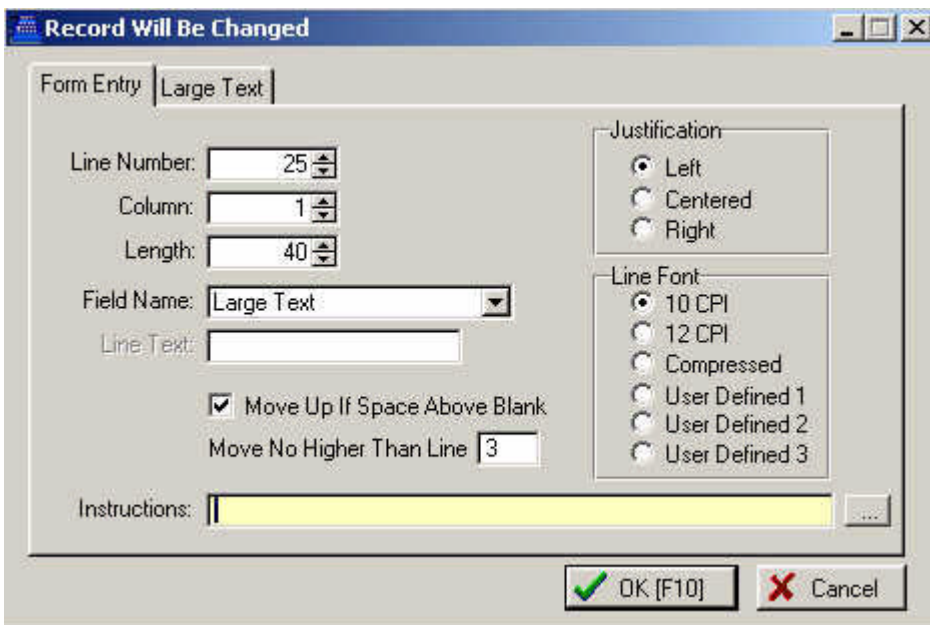 Record Will Be Changed
Form Entry
Large Text
Line Number: 25
Column: 1
Length: 40
Field Name: Large Text
Line Text:
Move Up If Space Above Blank
Move No Higher Than Line 3
Justification
Left
Centered
Right
Line Font
10 CPI
12 CPI
Compressed
User Defined 1
User Defined 2
User Defined 3
Instructions:
...
OK [F10]
Cancel